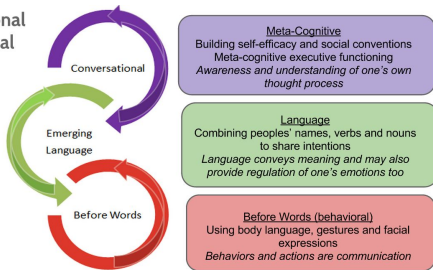 onal
al
Conversational
Emerging
Language
Before Words
Meta-Cognitive
Building self-efficacy and social conventions
Meta-cognitive executive functioning
Awareness and understanding of one's own
thought process
Language
Combining peoples' names, verbs and nouns
to share intentions
Language conveys meaning and may also
provide regulation of one's emotions too
Before Words (behavioral)
Using body language, gestures and facial
expressions
Behaviors and actions are communication